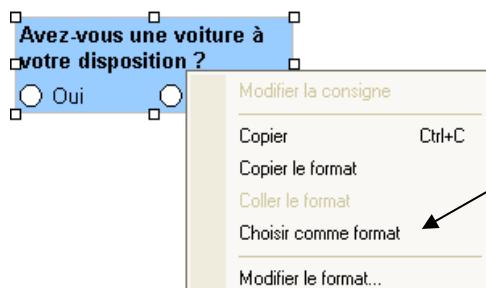 Avez-vous une voiture à
votre disposition ?
Oui
Modifier la consigne
Copier Ctrl+C
Copier le format
Coller le format
Choisir comme format
Modifier le format...